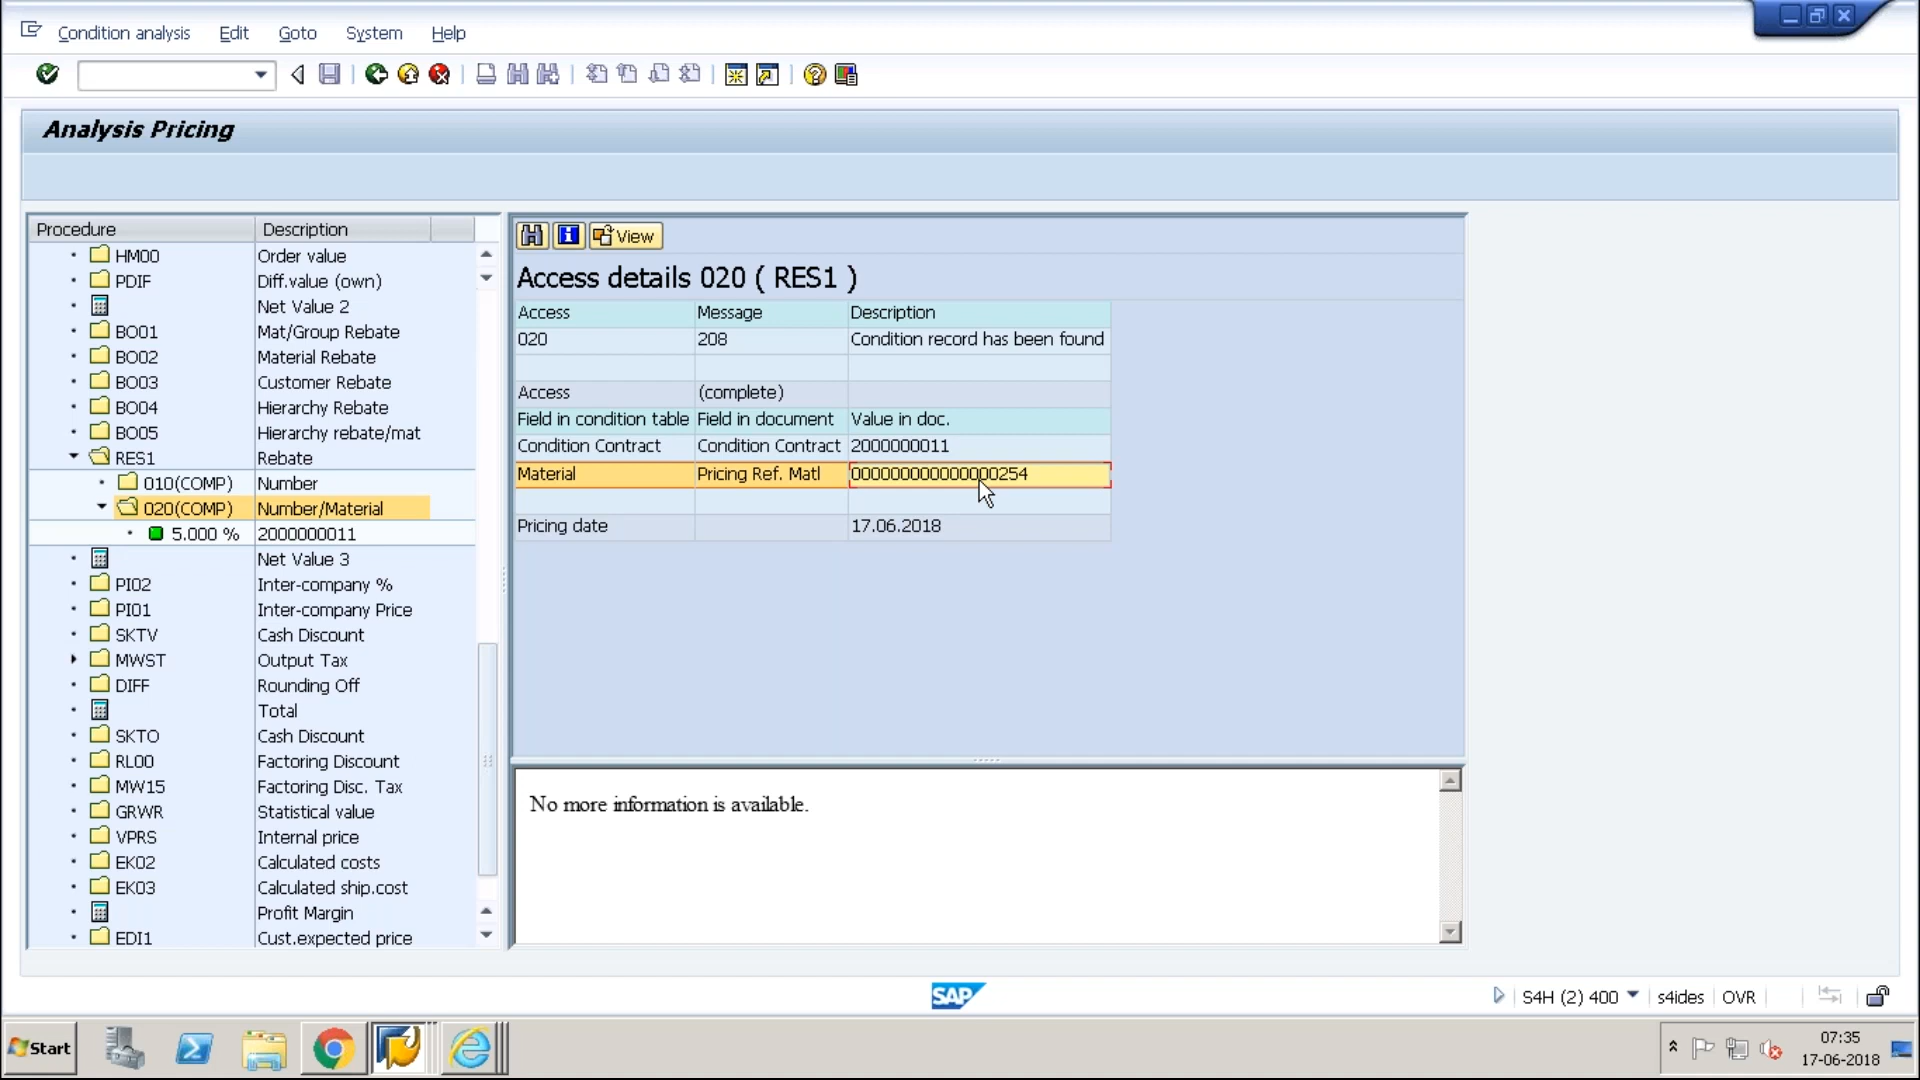 Condition analysis Edit Goto System Help
Analysis Pricing
Procedure Description
HM00 Order value
PDIF Diff.value (own)
Net Value 2
BO01 Mat/Group Rebate
BO02 Material Rebate
BO03 Customer Rebate
BO04 Hierarchy Rebate
BO05 Hierarchy rebate/mat
RES1 Rebate
010(COMP) Number
020(COMP) Number/Material
5.000 % 2000000011
Net Value 3
PI02 Inter-company %
PI01 Inter-company Price
SKTV Cash Discount
MWST Output Tax
DIFF Rounding Off
Total
SKTO Cash Discount
RL00 Factoring Discount
MW15 Factoring Disc. Tax
GRWR Statistical value
VPRS Internal price
EK02 Calculated costs
EK03 Calculated ship.cost
Profit Margin
EDI1 Cust.expected price
View
Access details 020 ( RES1 )
Access Message Description
020 208 Condition record has been found
Access (complete)
Field in condition table Field in document Value in doc.
Condition Contract Condition Contract 2000000011
Material Pricing Ref. Matl 000000000000000254
Pricing date 17.06.2018
No more information is available.
SAP
S4H (2) 400 s4ides OVR
Start
07:35
17-06-2018